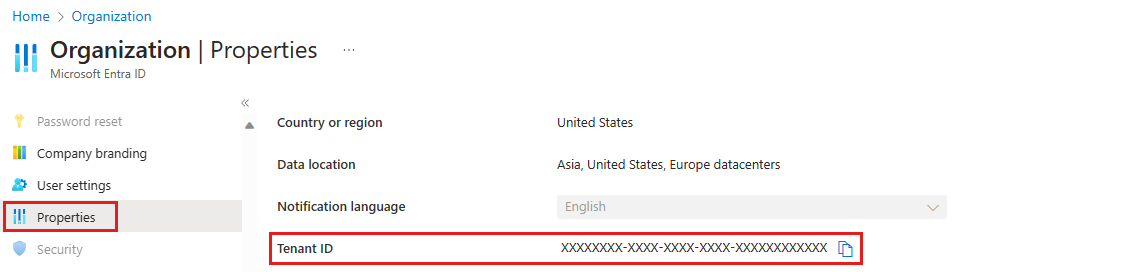 Home > Organization
Organization | Properties ...
Microsoft Entra ID
«
Password reset
Company branding
User settings
Properties
Security
Country or region United States
Data location Asia, United States, Europe datacenters
Notification language English
Tenant ID XXXXXXXX-XXXX-XXXX-XXXX-XXXXXXXXXXXX